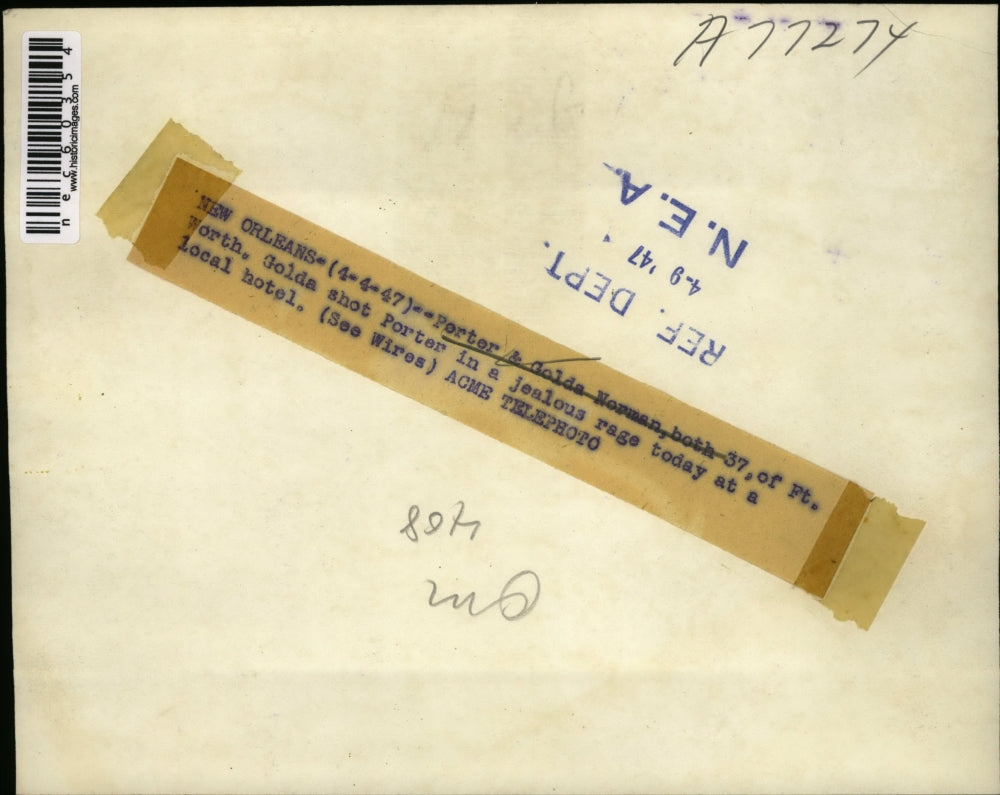 A77274
nec60354
www.historicimages.com
N.E.A.
4-9 '47
REF. DEPT.
NEW ORLEANS-(4-4-47)--Porter & Golda Norman, both 37, of Ft.
Worth. Golda shot Porter in a jealous rage today at a
local hotel. (See Wires) ACME TELEPHOTO